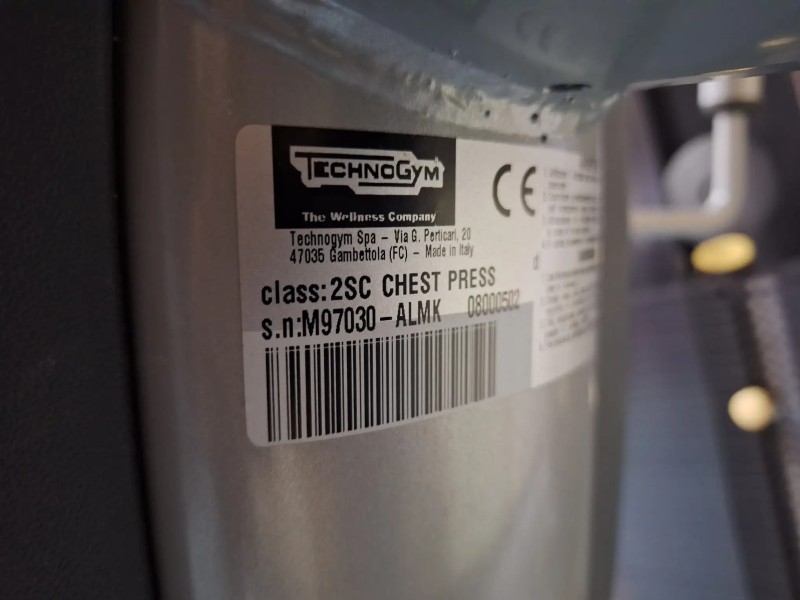 TECHNOGYM
The Wellness Company
CE
Technogym Spa - Via G. Perticari, 20
47035 Gambettola (FC) - Made in Italy
class: 2SC CHEST PRESS
s.n: M97030-ALMK 08000502